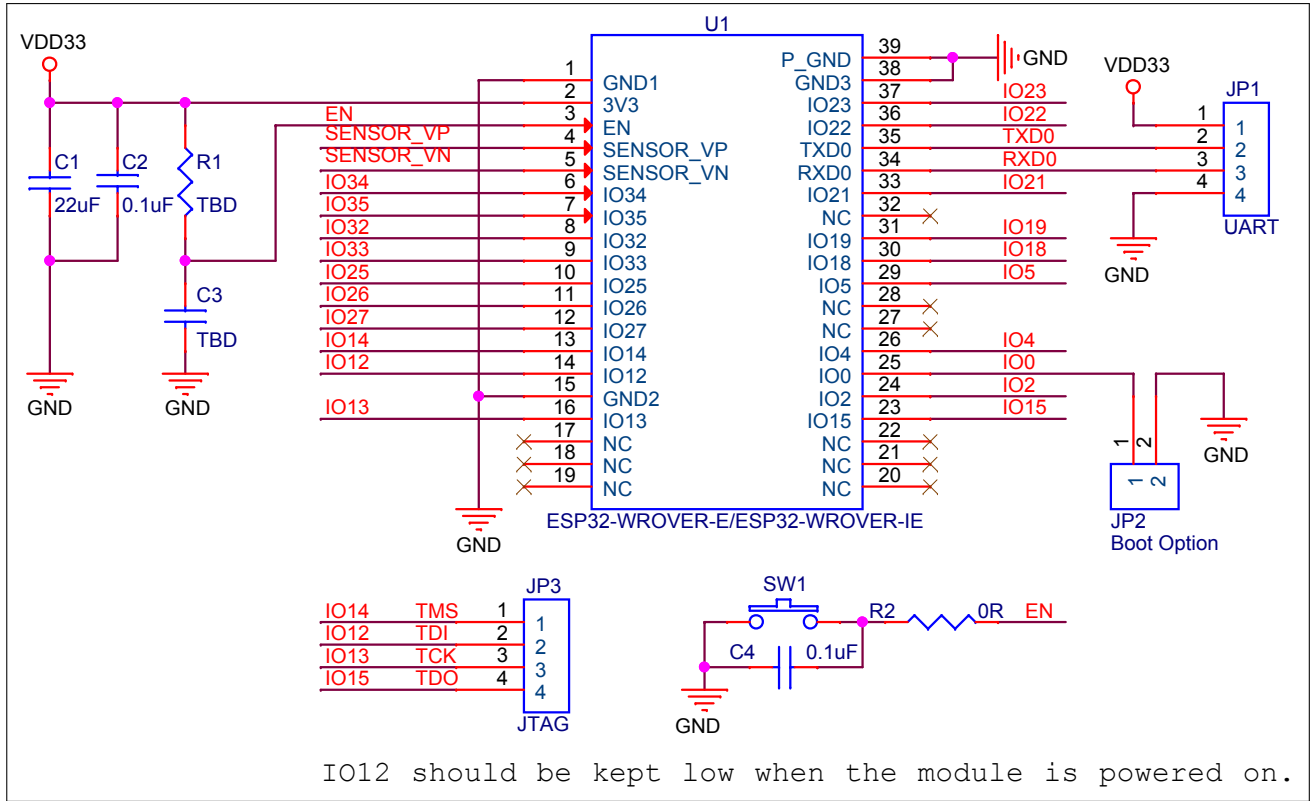 U1
VDD33
C1
22uF
C2
0.1uF
R1
TBD
C3
TBD
GND
GND
EN
SENSOR_VP
SENSOR_VN
IO34
IO35
IO32
IO33
IO25
IO26
IO27
IO14
IO12
IO13
1 GND1
2 3V3
3 EN
4 SENSOR_VP
5 SENSOR_VN
6 IO34
7 IO35
8 IO32
9 IO33
10 IO25
11 IO26
12 IO27
13 IO14
14 IO12
15 GND2
16 IO13
17 NC
18 NC
19 NC
GND
P_GND 39
GND3 38
IO23 37 IO23
IO22 36 IO22
TXD0 35 TXD0
RXD0 34 RXD0
IO21 33 IO21
NC 32
IO19 31 IO19
IO18 30 IO18
IO5 29 IO5
NC 28
NC 27
IO4 26 IO4
IO0 25 IO0
IO2 24 IO2
IO15 23 IO15
NC 22
NC 21
NC 20
ESP32-WROVER-E/ESP32-WROVER-IE
GND
VDD33
JP1
1 1
2 2
3 3
4 4
UART
GND
GND
1 2
1 2
JP2
Boot Option
JP3
IO14 TMS 1 1
IO12 TDI 2 2
IO13 TCK 3 3
IO15 TDO 4 4
JTAG
SW1
R2 0R EN
C4 0.1uF
GND
IO12 should be kept low when the module is powered on.